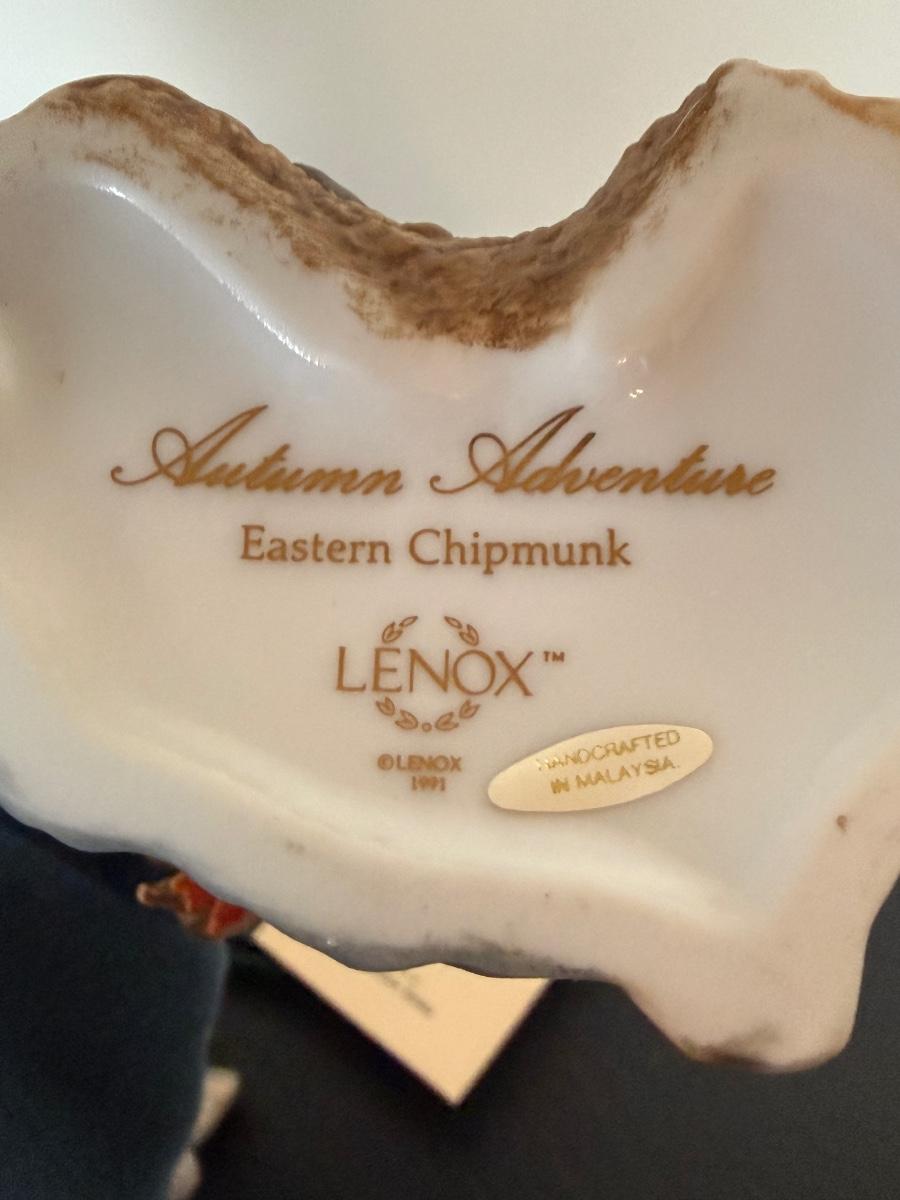 Autumn Adventure
Eastern Chipmunk
LENOX™
©LENOX
1991
HANDCRAFTED
IN MALAYSIA.